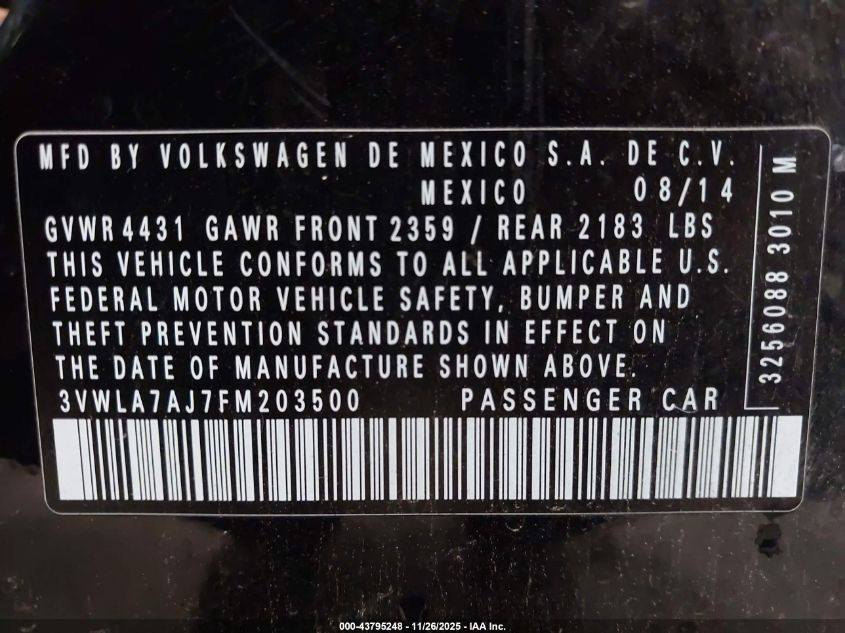 MFD BY VOLKSWAGEN DE MEXICO S.A. DE C.V.
MEXICO 08/14
GVWR 4431 GAWR FRONT 2359 / REAR 2183 LBS
THIS VEHICLE CONFORMS TO ALL APPLICABLE U.S.
FEDERAL MOTOR VEHICLE SAFETY, BUMPER AND
THEFT PREVENTION STANDARDS IN EFFECT ON
THE DATE OF MANUFACTURE SHOWN ABOVE.
3VWLA7AJ7FM203500 PASSENGER CAR
3256088 3010 M
000-43795248 - 11/26/2025 - IAA Inc.